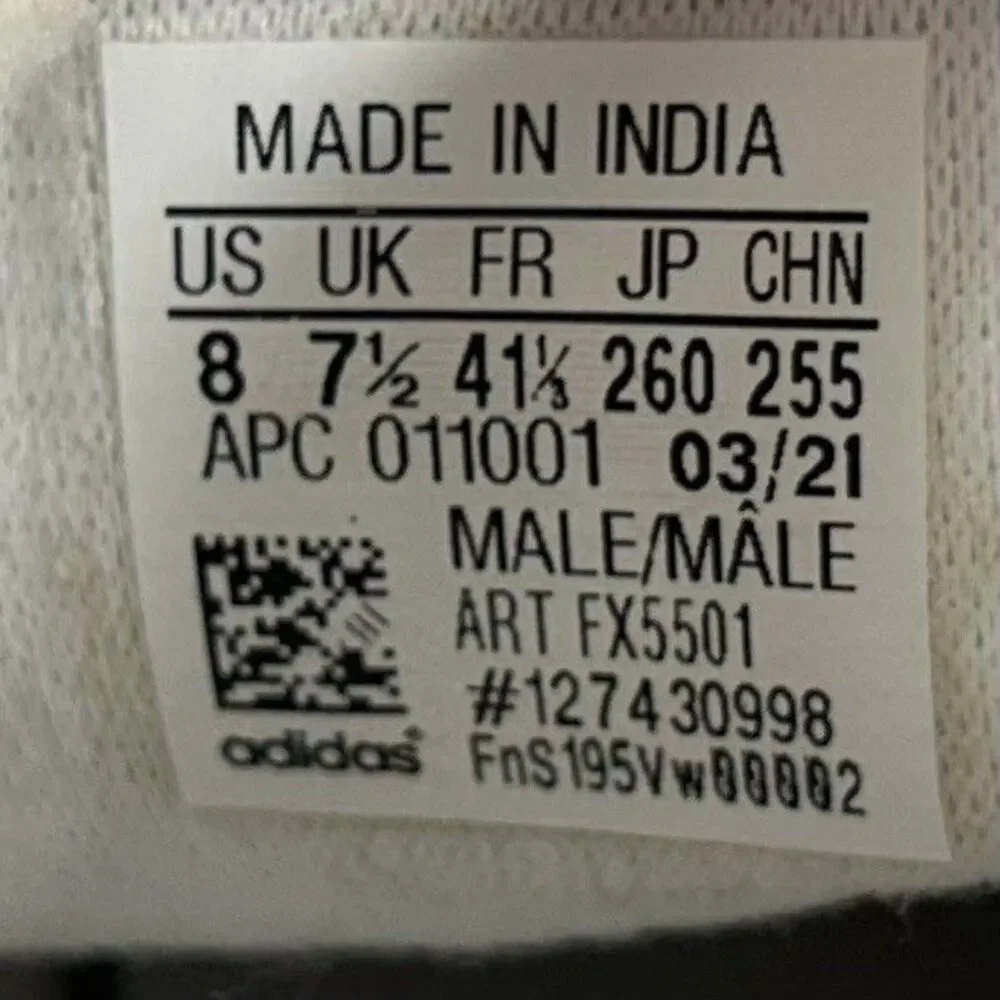 MADE IN INDIA
US UK FR JP CHN
8 7½ 41⅓ 260 255
APC 011001 03/21
MALE/MÂLE
ART FX5501
#127430998
adidas
FnS195Vw00002